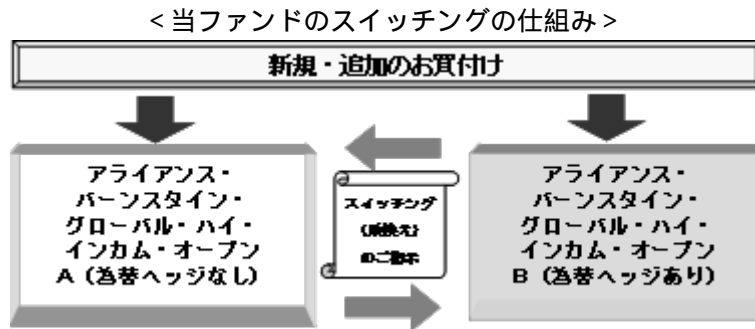 <当ファンドのスイッチングの仕組み>
新規・追加のお買付け
アライアンス・
バーンスタイン・
グローバル・ハイ・
インカム・オープン
A（為替ヘッジなし）
スイッチング
（乗換え）
のご指示
アライアンス・
バーンスタイン・
グローバル・ハイ・
インカム・オープン
B（為替ヘッジあり）